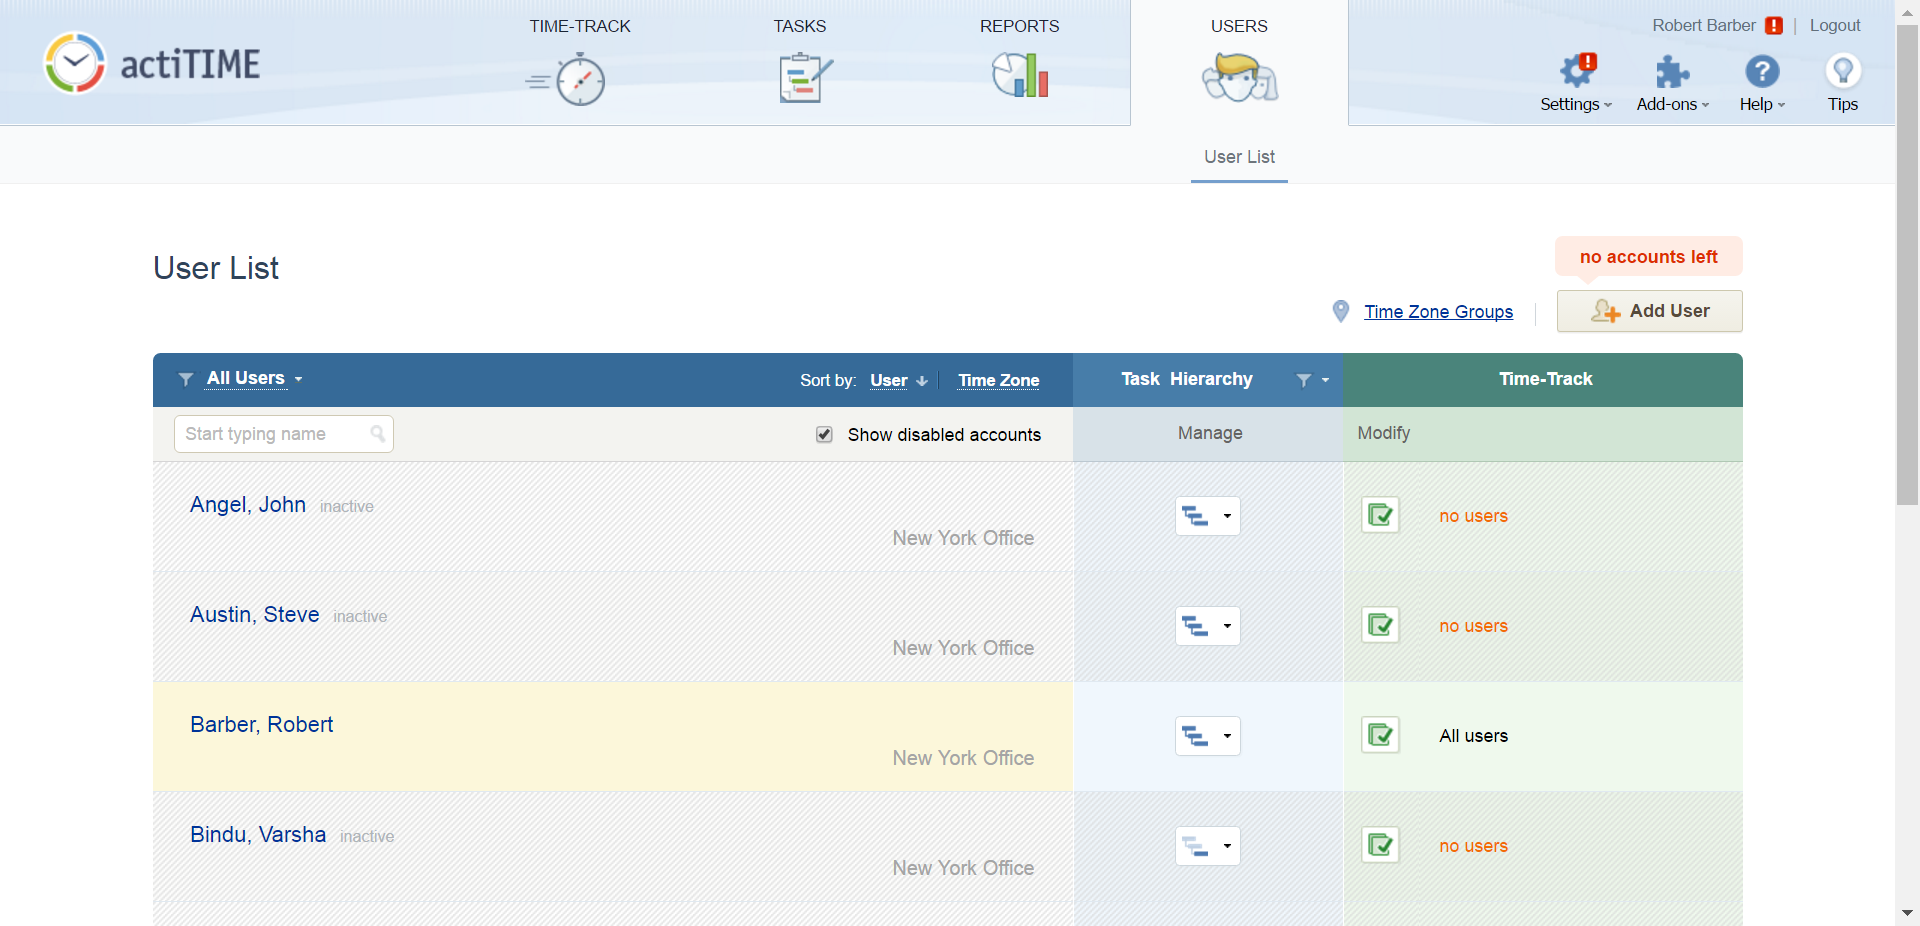 actiTIME
TIME-TRACK
TASKS
REPORTS
USERS
Robert Barber ! | Logout
Settings
Add-ons
Help
Tips
User List
User List
no accounts left
Time Zone Groups
Add User
All Users
Sort by: User Time Zone
Task Hierarchy
Time-Track
Start typing name
Show disabled accounts
Manage
Modify
Angel, John inactive
New York Office
no users
Austin, Steve inactive
New York Office
no users
Barber, Robert
New York Office
All users
Bindu, Varsha inactive
New York Office
no users